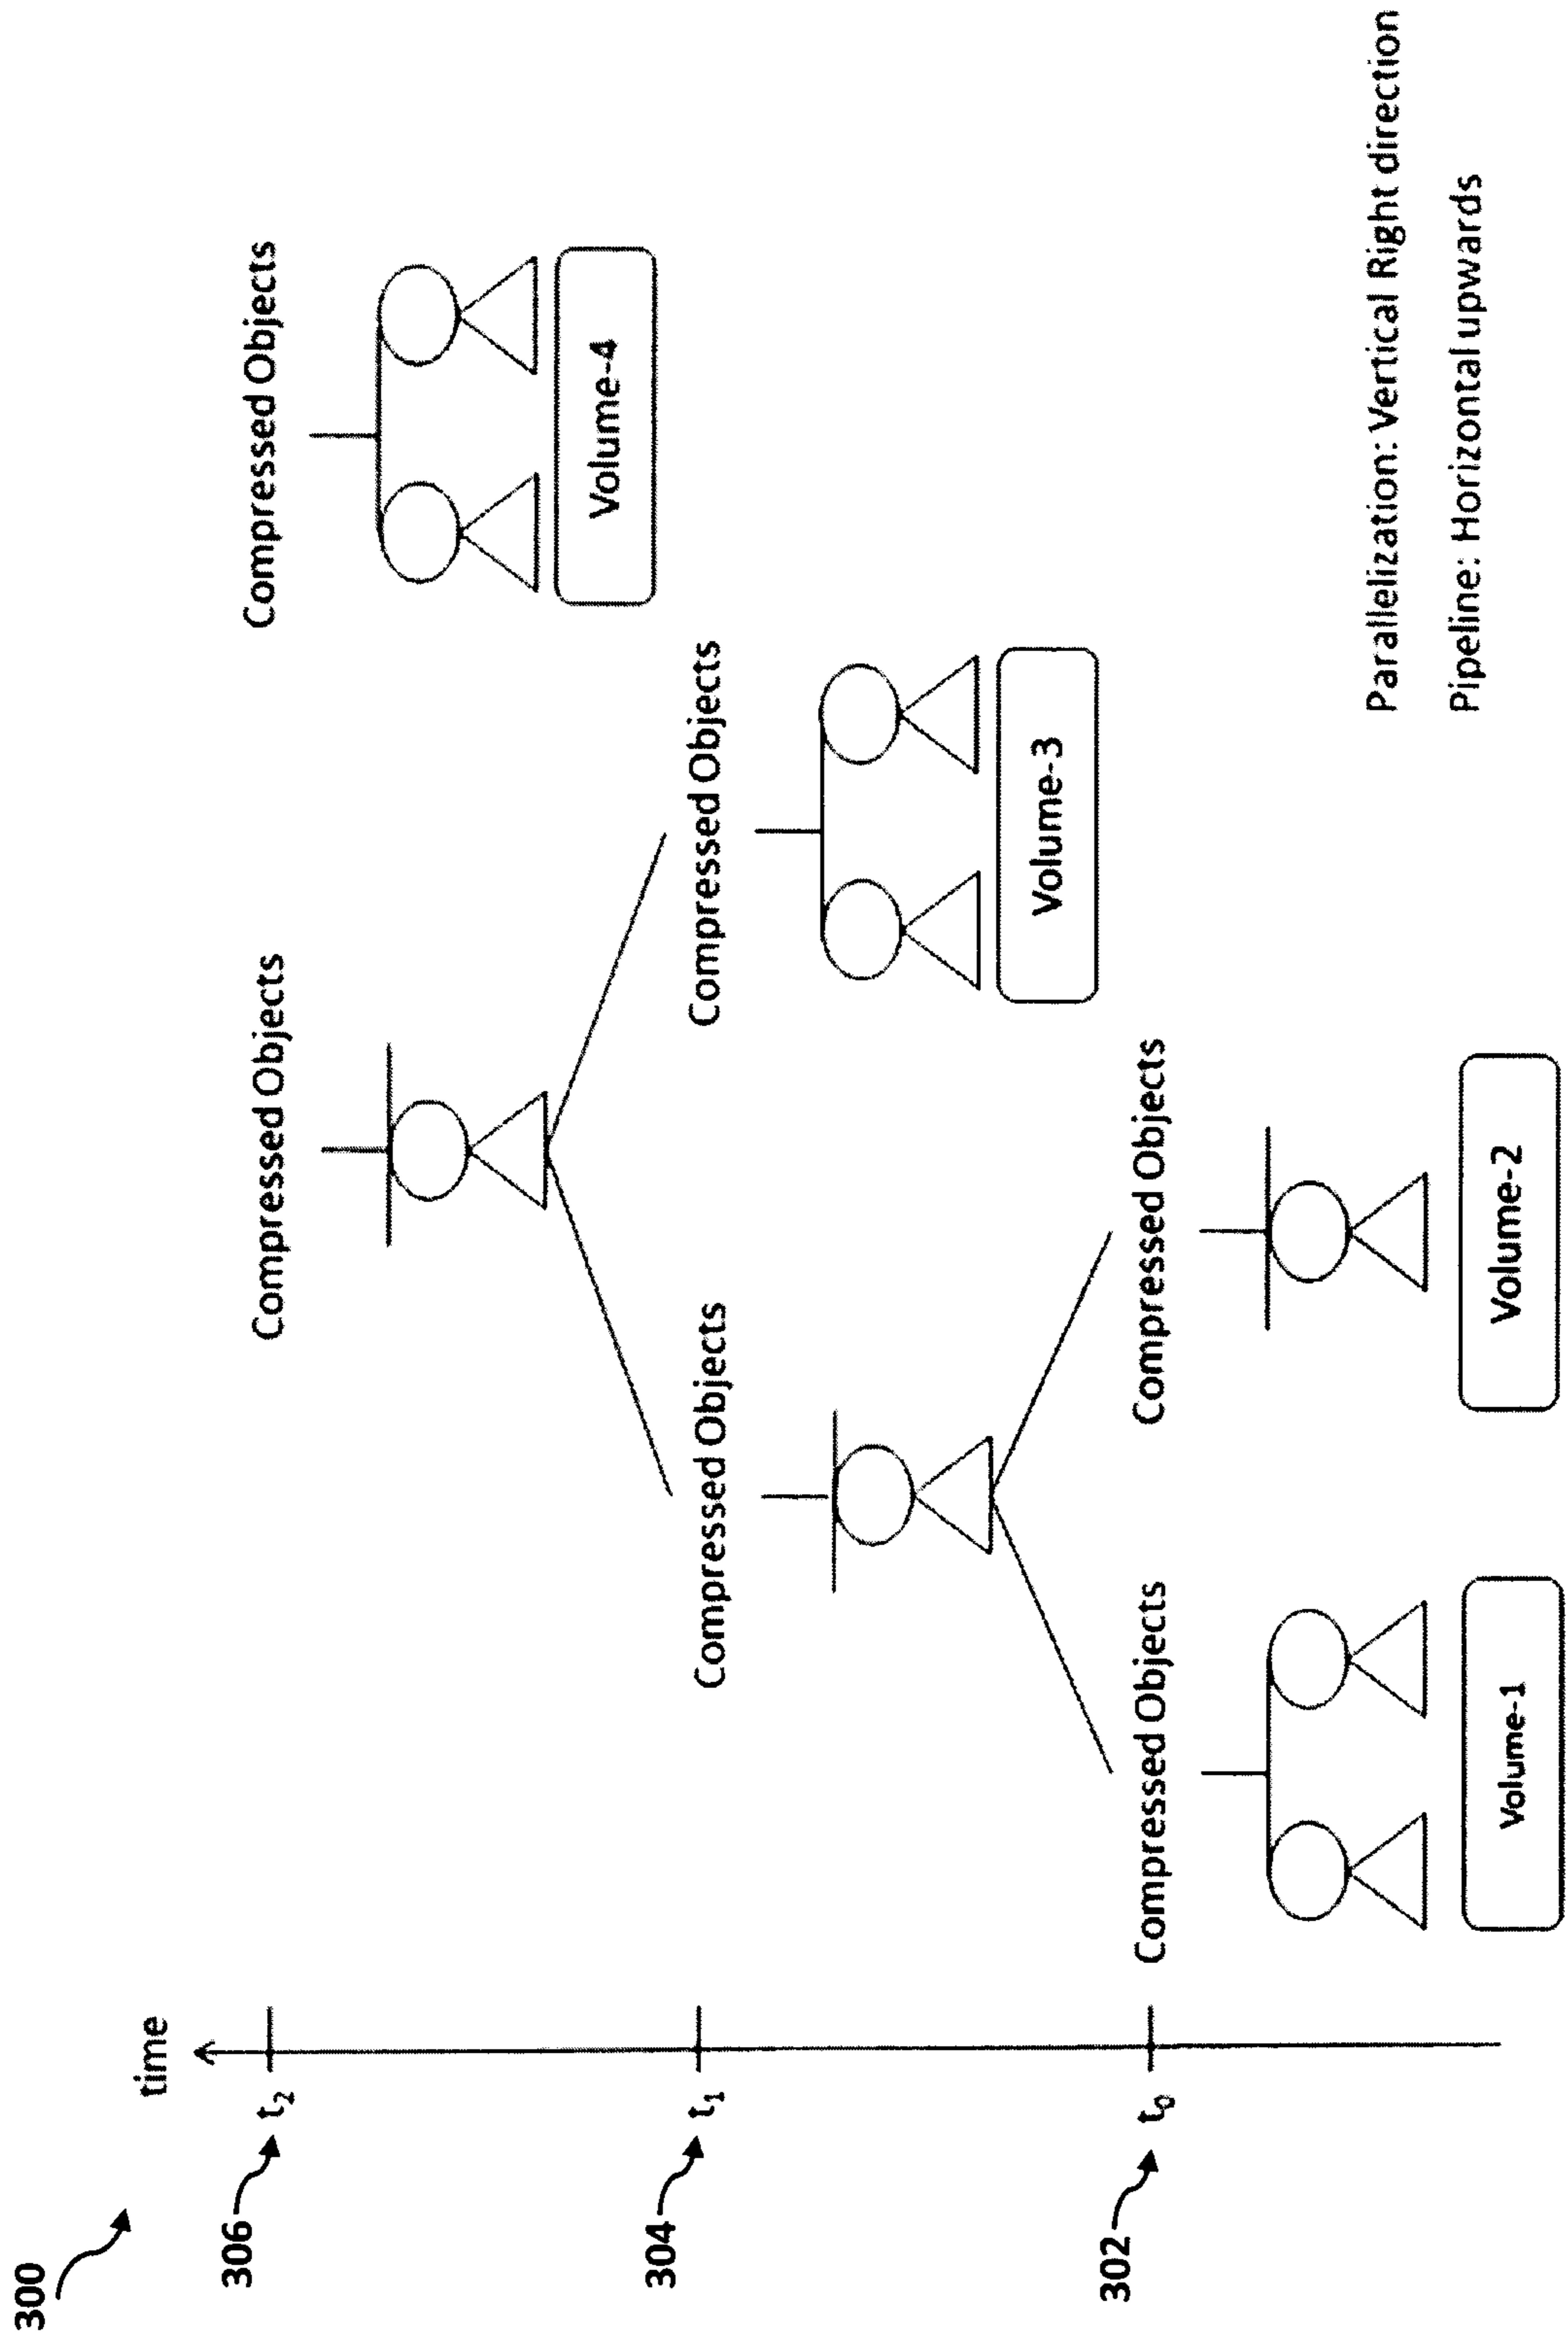 300
time
306
t2
Compressed Objects
Compressed Objects
Volume-4
304
t1
Compressed Objects
Compressed Objects
Volume-3
302
t0
Compressed Objects
Compressed Objects
Volume-1
Volume-2
Parallelization: Vertical Right direction
Pipeline: Horizontal upwards